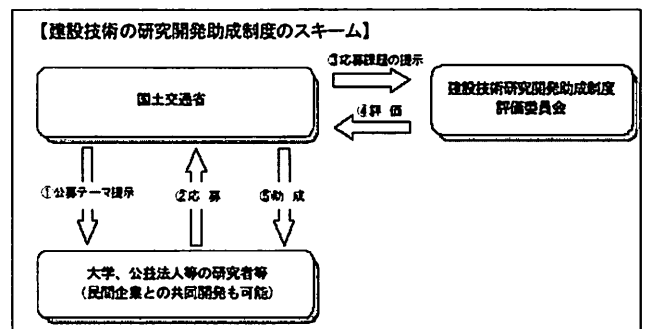 【建設技術の研究開発助成制度のスキーム】
③応募課題の提示
国土交通省
建設技術研究開発助成制度
評価委員会
④評 価
①公募テーマ提示
②応 募
⑤助 成
大学、公益法人等の研究者等
(民間企業との共同開発も可能)